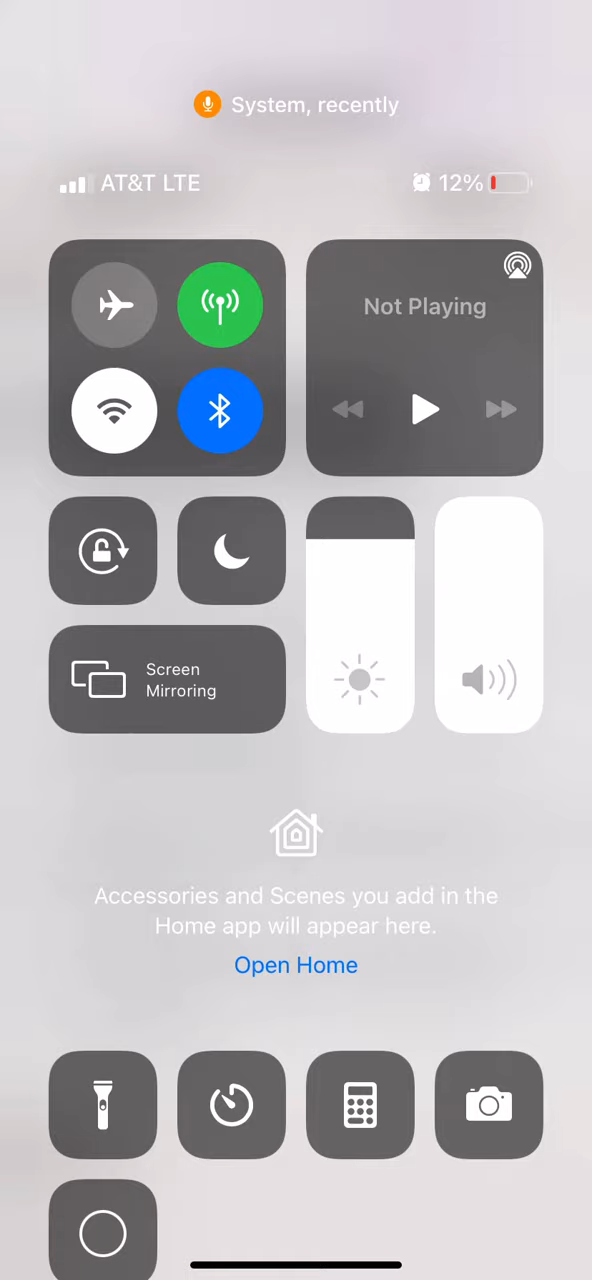 System, recently
AT&T LTE
12%
Not Playing
Screen
Mirroring
Accessories and Scenes you add in the
Home app will appear here.
Open Home